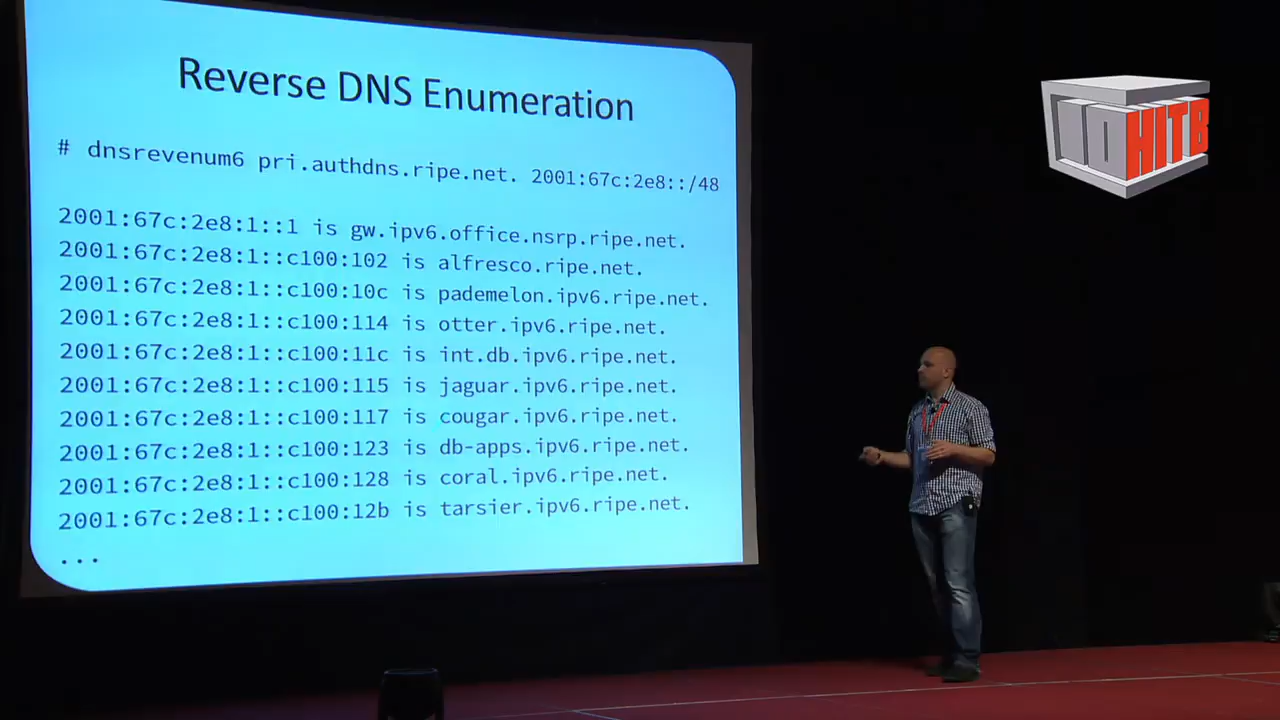 Reverse DNS Enumeration
# dnsrevenum6 pri.authdns.ripe.net. 2001:67c:2e8::/48
2001:67c:2e8:1::1 is gw.ipv6.office.nsrp.ripe.net.
2001:67c:2e8:1::c100:102 is alfresco.ripe.net.
2001:67c:2e8:1::c100:10c is pademelon.ipv6.ripe.net.
2001:67c:2e8:1::c100:114 is otter.ipv6.ripe.net.
2001:67c:2e8:1::c100:11c is int.db.ipv6.ripe.net.
2001:67c:2e8:1::c100:115 is jaguar.ipv6.ripe.net.
2001:67c:2e8:1::c100:117 is cougar.ipv6.ripe.net.
2001:67c:2e8:1::c100:123 is db-apps.ipv6.ripe.net.
2001:67c:2e8:1::c100:128 is coral.ipv6.ripe.net.
2001:67c:2e8:1::c100:12b is tarsier.ipv6.ripe.net.
...
HITB